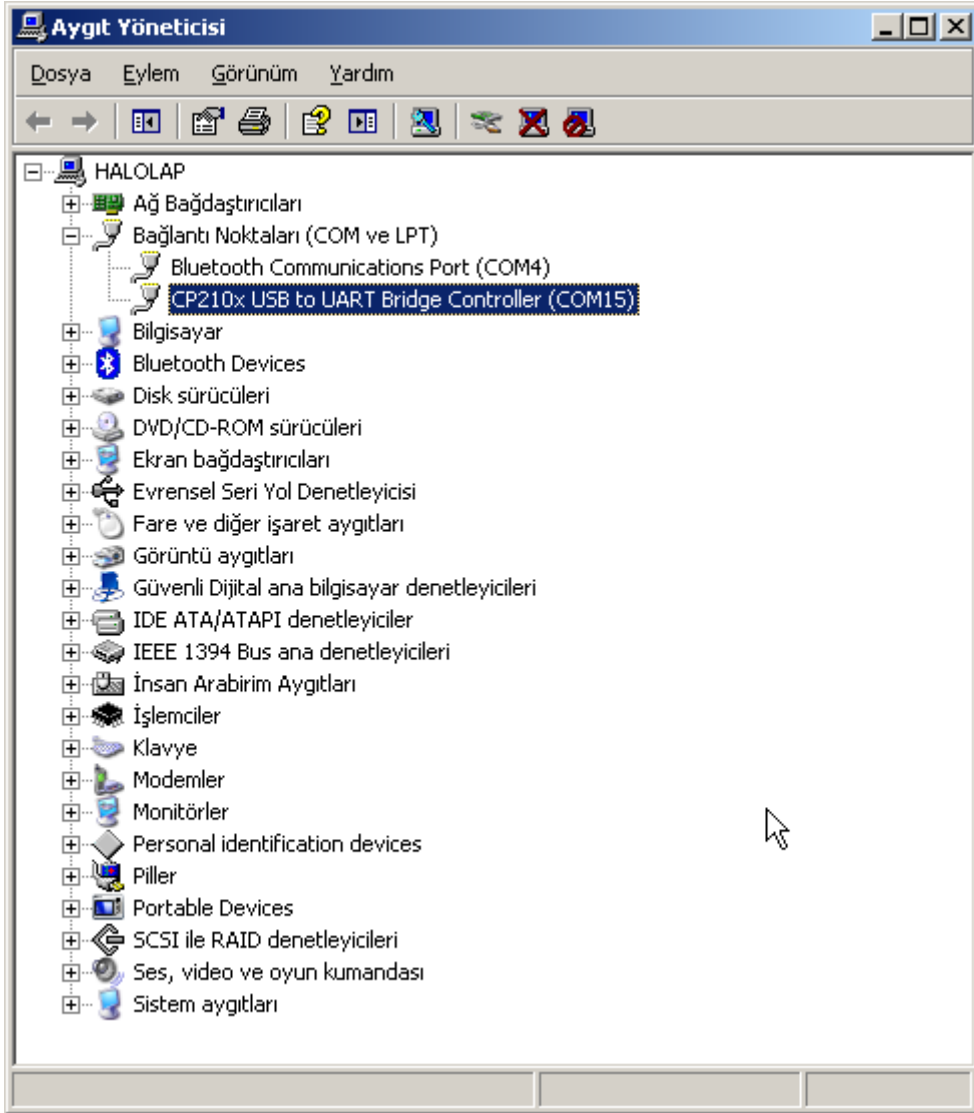 Aygıt Yöneticisi
Dosya Eylem Görünüm Yardım
HALOLAP
Ağ Bağdaştırıcıları
Bağlantı Noktaları (COM ve LPT)
Bluetooth Communications Port (COM4)
CP210x USB to UART Bridge Controller (COM15)
Bilgisayar
Bluetooth Devices
Disk sürücüleri
DVD/CD-ROM sürücüleri
Ekran bağdaştırıcıları
Evrensel Seri Yol Denetleyicisi
Fare ve diğer işaret aygıtları
Görüntü aygıtları
Güvenli Dijital ana bilgisayar denetleyicileri
IDE ATA/ATAPI denetleyiciler
IEEE 1394 Bus ana denetleyicileri
İnsan Arabirim Aygıtları
İşlemciler
Klavye
Modemler
Monitörler
Personal identification devices
Piller
Portable Devices
SCSI ile RAID denetleyicileri
Ses, video ve oyun kumandası
Sistem aygıtları